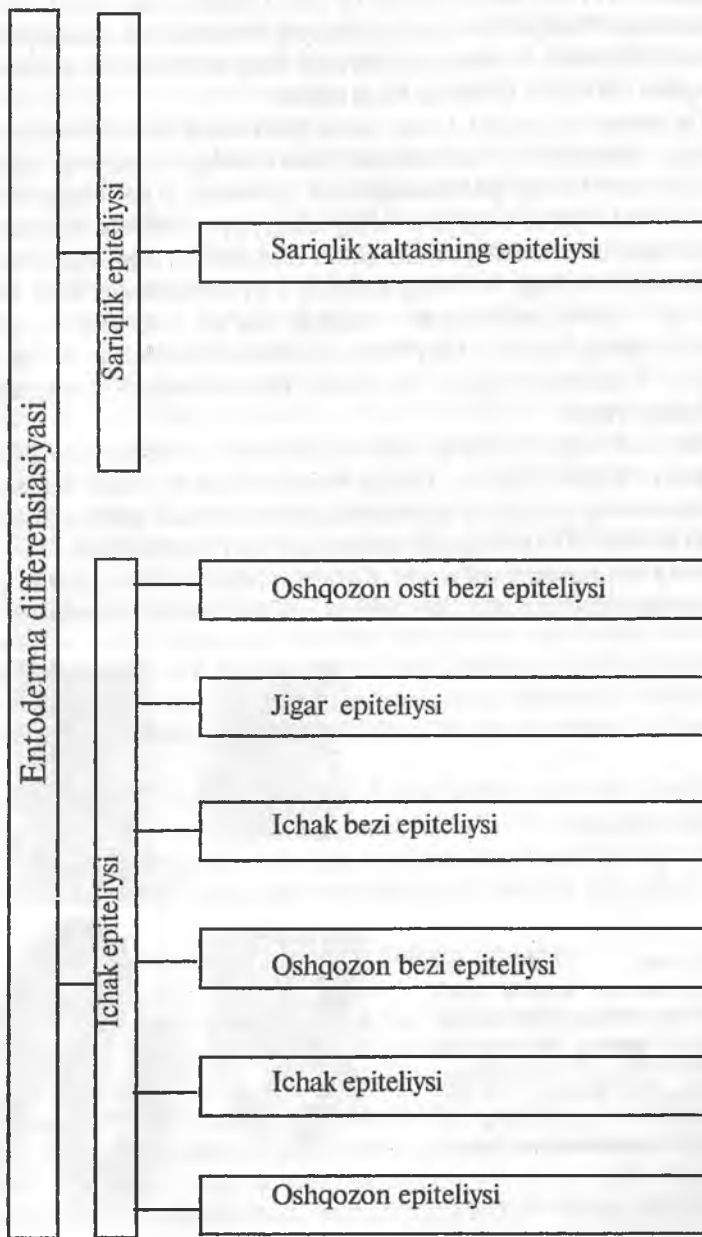 Entoderma differensiasiyasi
Sariqlik epiteliysi
Sariqlik xaltasining epiteliysi
Ichak epiteliysi
Oshqozon osti bezi epiteliysi
Jigar epiteliysi
Ichak bezi epiteliysi
Oshqozon bezi epiteliysi
Ichak epiteliysi
Oshqozon epiteliysi